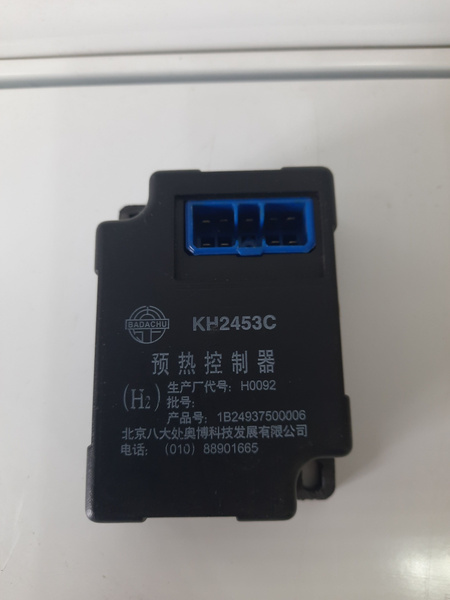 BADACHU
KH2453C
预热控制器
(H2)
生产厂代号: H0092
批号:
产品号: 1B24937500006
北京八大处奥博科技发展有限公司
电话: (010) 88901665